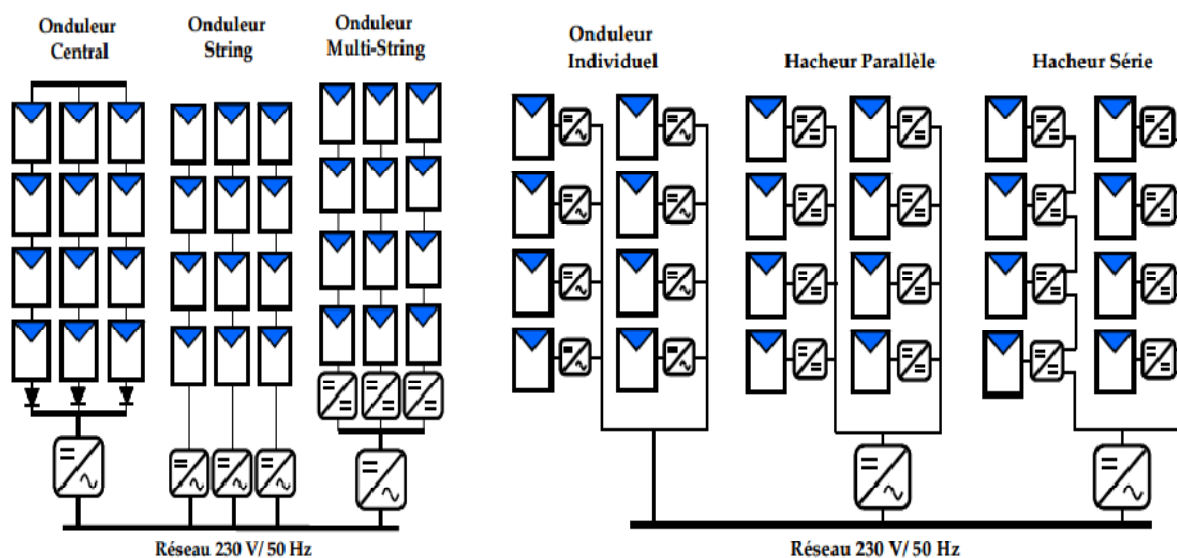 Onduleur
Central
Onduleur
String
Onduleur
Multi-String
Onduleur
Individuel
Hacheur Parallèle
Hacheur Série
Réseau 230 V/ 50 Hz
Réseau 230 V/ 50 Hz